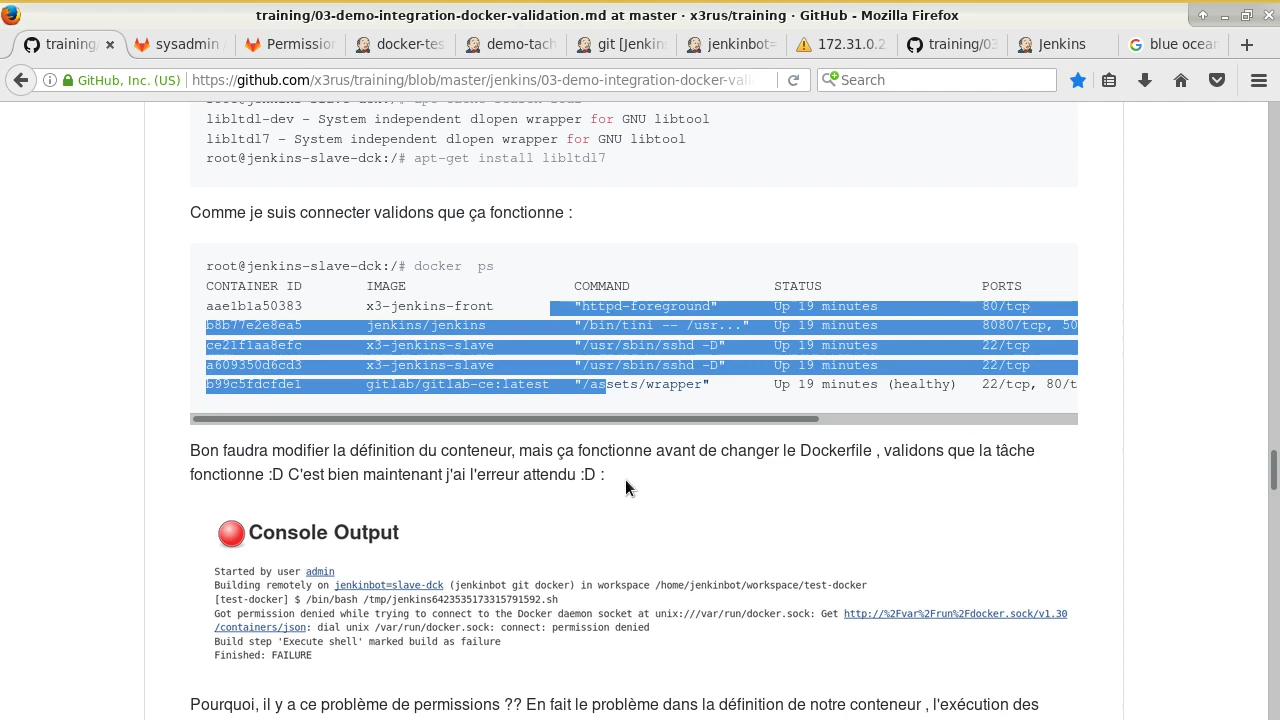 training/03-demo-integration-docker-validation.md at master · x3rus/training · GitHub - Mozilla Firefox
training/ sysadmin Permission docker-tes demo-tach git [Jenkin jenkinbot= 172.31.0.2 training/03 Jenkins blue ocean
GitHub, Inc. (US) https://github.com/x3rus/training/blob/master/jenkins/03-demo-integration-docker-vali Search
libltdl-dev - System independent dlopen wrapper for GNU libtool
libltdl7 - System independent dlopen wrapper for GNU libtool
root@jenkins-slave-dck:/# apt-get install libltdl7
Comme je suis connecter validons que ça fonctionne :
root@jenkins-slave-dck:/# docker ps
CONTAINER ID IMAGE COMMAND STATUS PORTS
aae1b1a50383 x3-jenkins-front "httpd-foreground" Up 19 minutes 80/tcp
b8b77e2e8ea5 jenkins/jenkins "/bin/tini -- /usr..." Up 19 minutes 8080/tcp, 50
ce21f1aa8efc x3-jenkins-slave "/usr/sbin/sshd -D" Up 19 minutes 22/tcp
a609350d6cd3 x3-jenkins-slave "/usr/sbin/sshd -D" Up 19 minutes 22/tcp
b99c5fdcfde1 gitlab/gitlab-ce:latest "/assets/wrapper" Up 19 minutes (healthy) 22/tcp, 80/t
Bon faudra modifier la définition du conteneur, mais ça fonctionne avant de changer le Dockerfile , validons que la tâche
fonctionne :D C'est bien maintenant j'ai l'erreur attendu :D :
Console Output
Started by user admin
Building remotely on jenkinbot=slave-dck (jenkinbot git docker) in workspace /home/jenkinbot/workspace/test-docker
[test-docker] $ /bin/bash /tmp/jenkins6423535173315791592.sh
Got permission denied while trying to connect to the Docker daemon socket at unix:///var/run/docker.sock: Get http://%2Fvar%2Frun%2Fdocker.sock/v1.30
/containers/json: dial unix /var/run/docker.sock: connect: permission denied
Build step 'Execute shell' marked build as failure
Finished: FAILURE
Pourquoi, il y a ce problème de permissions ?? En fait le problème dans la définition de notre conteneur , l'exécution des